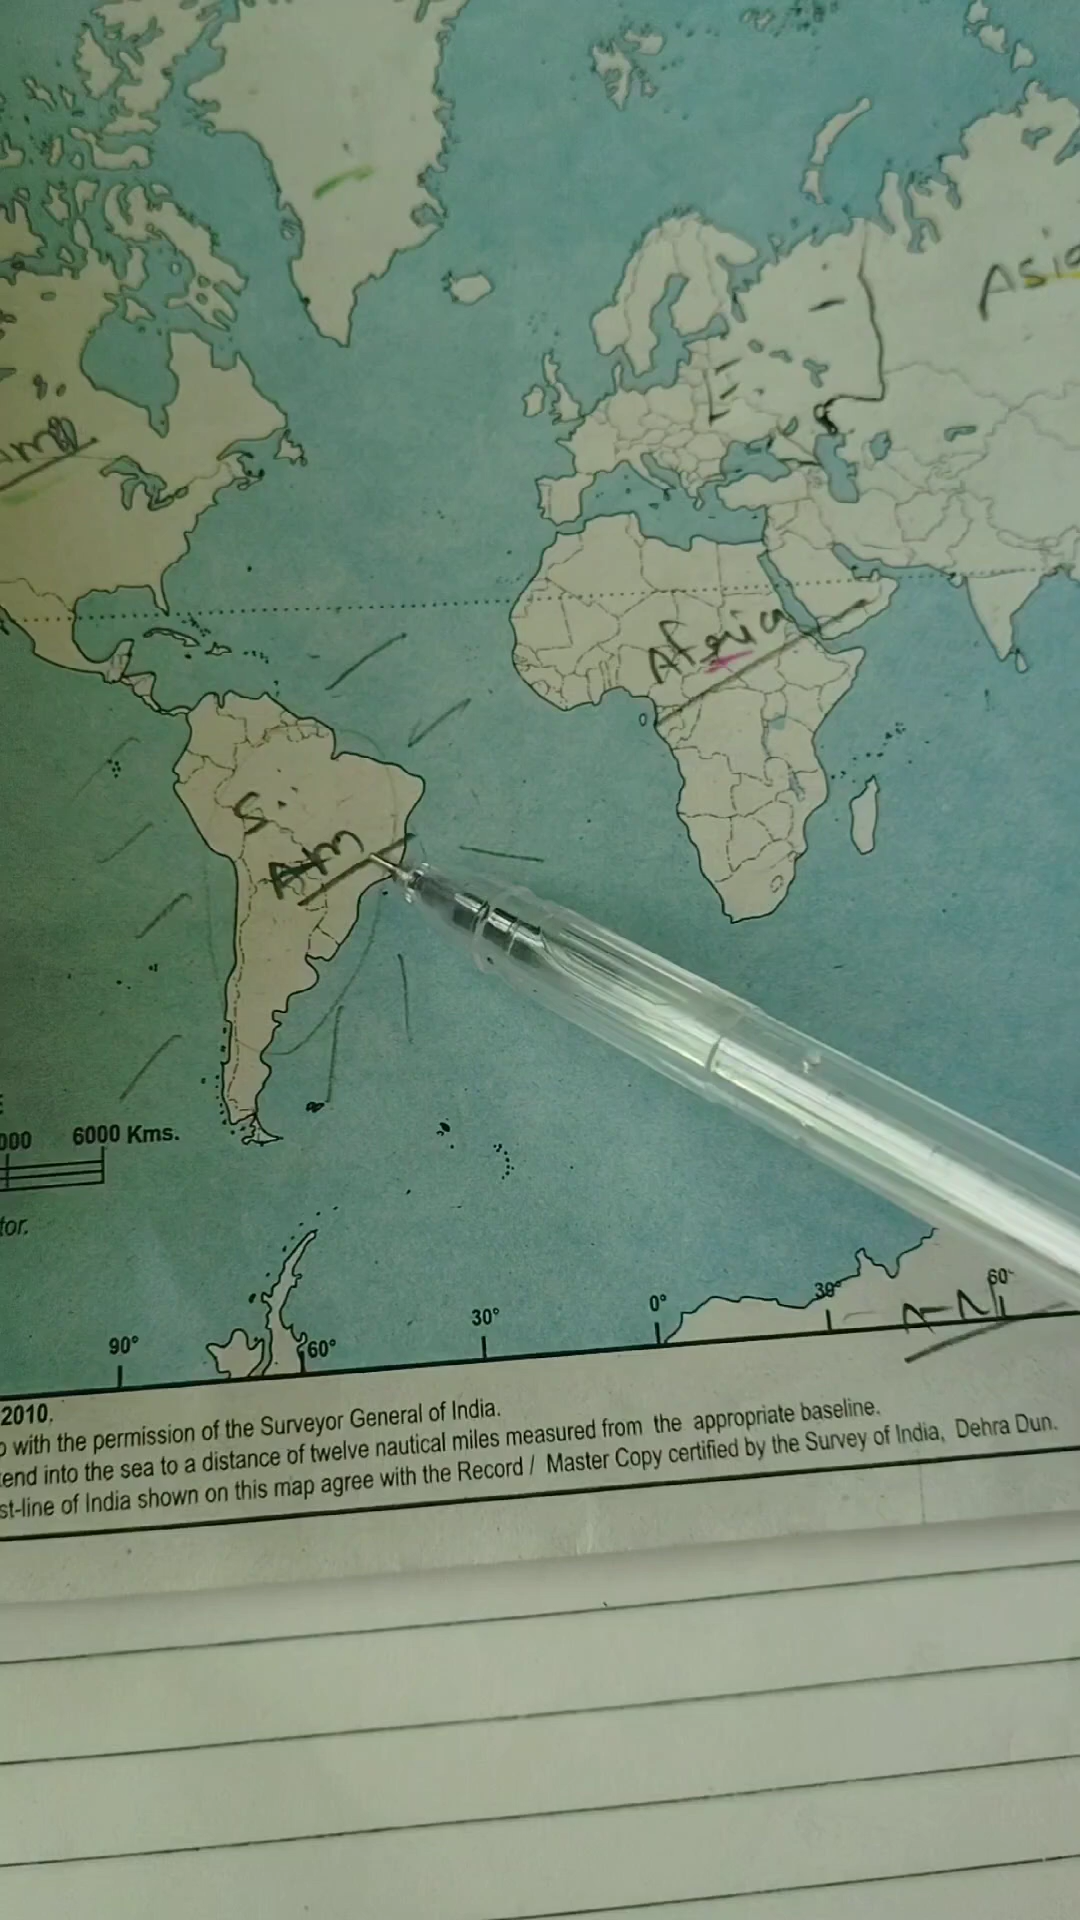 Asia
E
Ame
Africa
S.
Am
000 6000 Kms.
tor.
90° 60° 30° 0° 30° 60°
2010.
with the permission of the Surveyor General of India.
tend into the sea to a distance of twelve nautical miles measured from the appropriate baseline.
st-line of India shown on this map agree with the Record / Master Copy certified by the Survey of India, Dehra Dun.